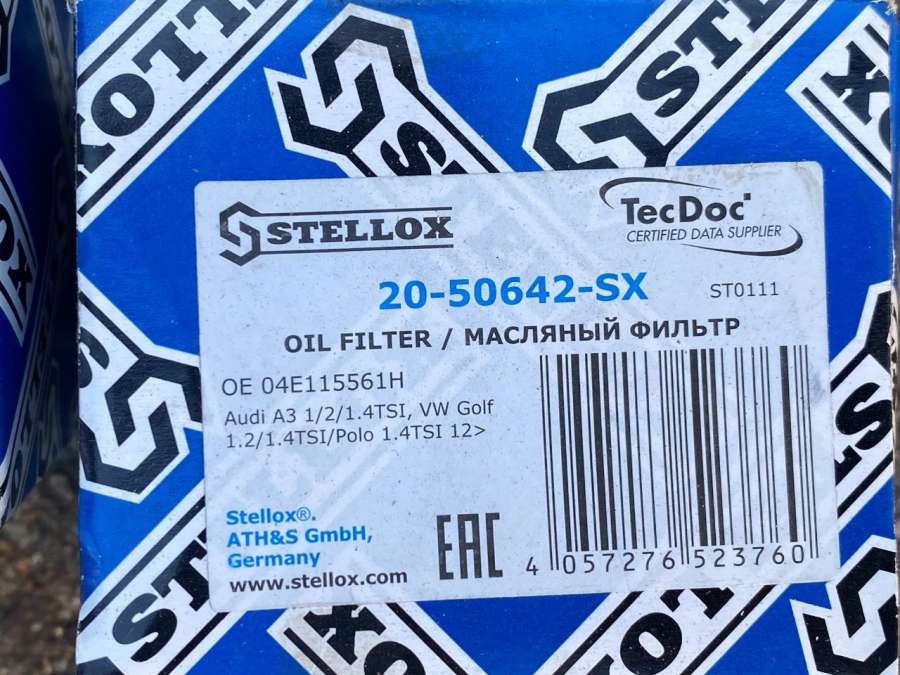 STELLOX
TecDoc
CERTIFIED DATA SUPPLIER
20-50642-SX
ST0111
OIL FILTER / МАСЛЯНЫЙ ФИЛЬТР
OE 04E115561H
Audi A3 1/2/1.4TSI, VW Golf
1.2/1.4TSI/Polo 1.4TSI 12>
Stellox®.
ATH&S GmbH,
Germany
www.stellox.com
EAC
4 057276 523760